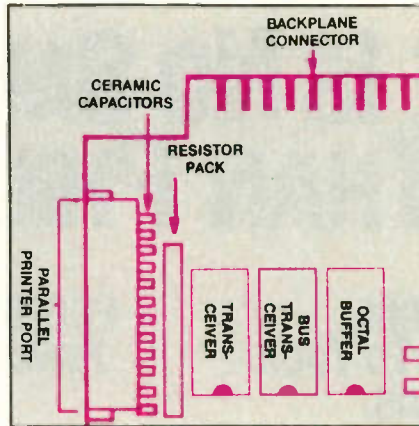 BACKPLANE
CONNECTOR
CERAMIC
CAPACITORS
RESISTOR
PACK
PARALLEL
PRINTER PORT
TRANS-
CEIVER
BUS
TRANS-
CEIVER
OCTAL
BUFFER